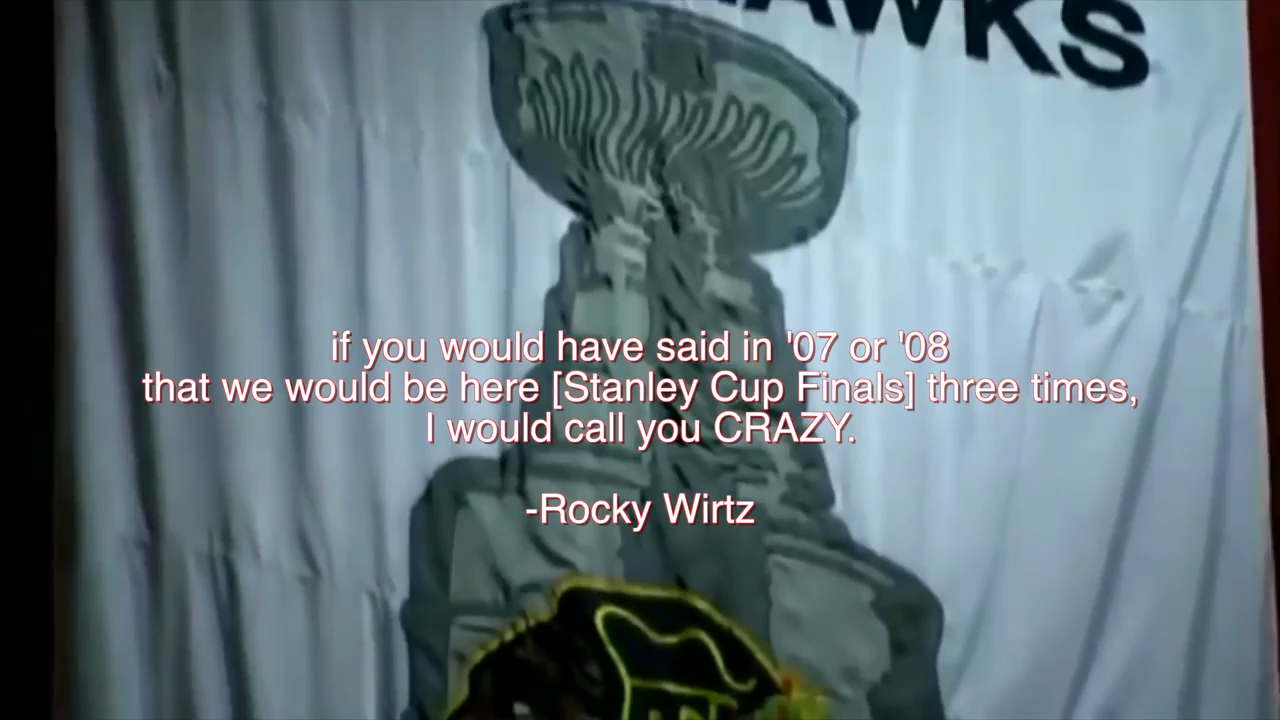 HAWKS
if you would have said in '07 or '08
that we would be here [Stanley Cup Finals] three times,
I would call you CRAZY.
-Rocky Wirtz